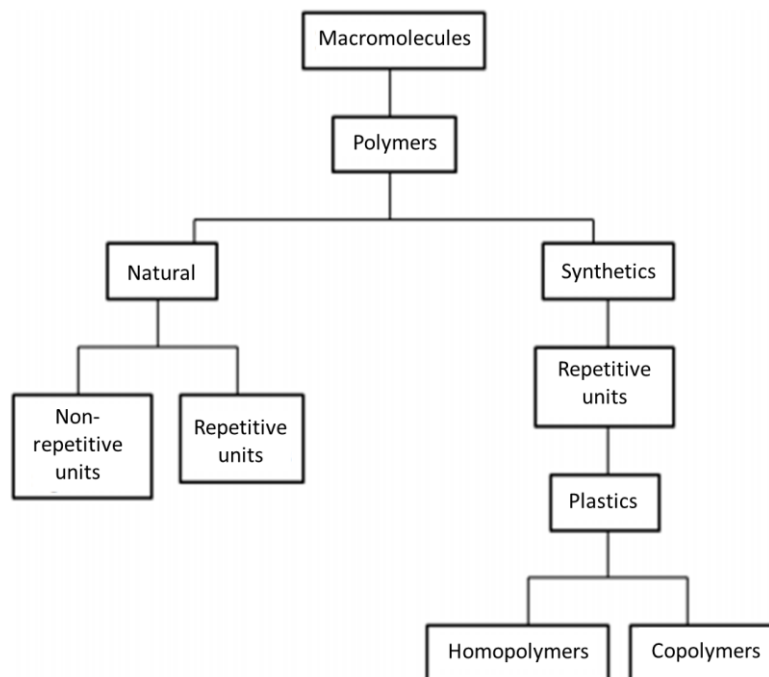 Macromolecules
Polymers
Natural
Synthetics
Non-
repetitive
units
Repetitive
units
Repetitive
units
Plastics
Homopolymers
Copolymers